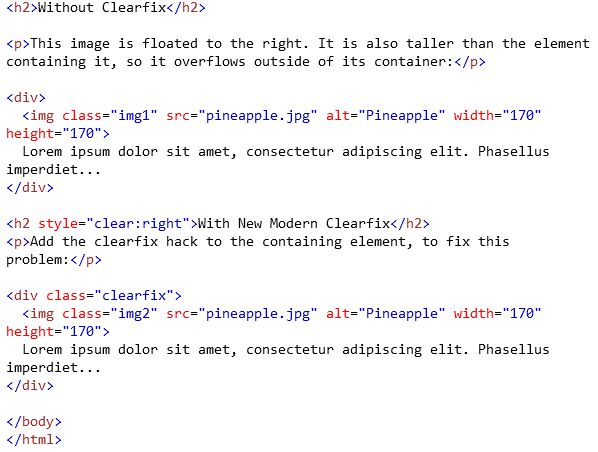 <h2>Without Clearfix</h2>
<p>This image is floated to the right. It is also taller than the element
containing it, so it overflows outside of its container:</p>
<div>
  <img class="img1" src="pineapple.jpg" alt="Pineapple" width="170"
height="170">
  Lorem ipsum dolor sit amet, consectetur adipiscing elit. Phasellus
imperdiet...
</div>
<h2 style="clear:right">With New Modern Clearfix</h2>
<p>Add the clearfix hack to the containing element, to fix this
problem:</p>
<div class="clearfix">
  <img class="img2" src="pineapple.jpg" alt="Pineapple" width="170"
height="170">
  Lorem ipsum dolor sit amet, consectetur adipiscing elit. Phasellus
imperdiet...
</div>
</body>
</html>